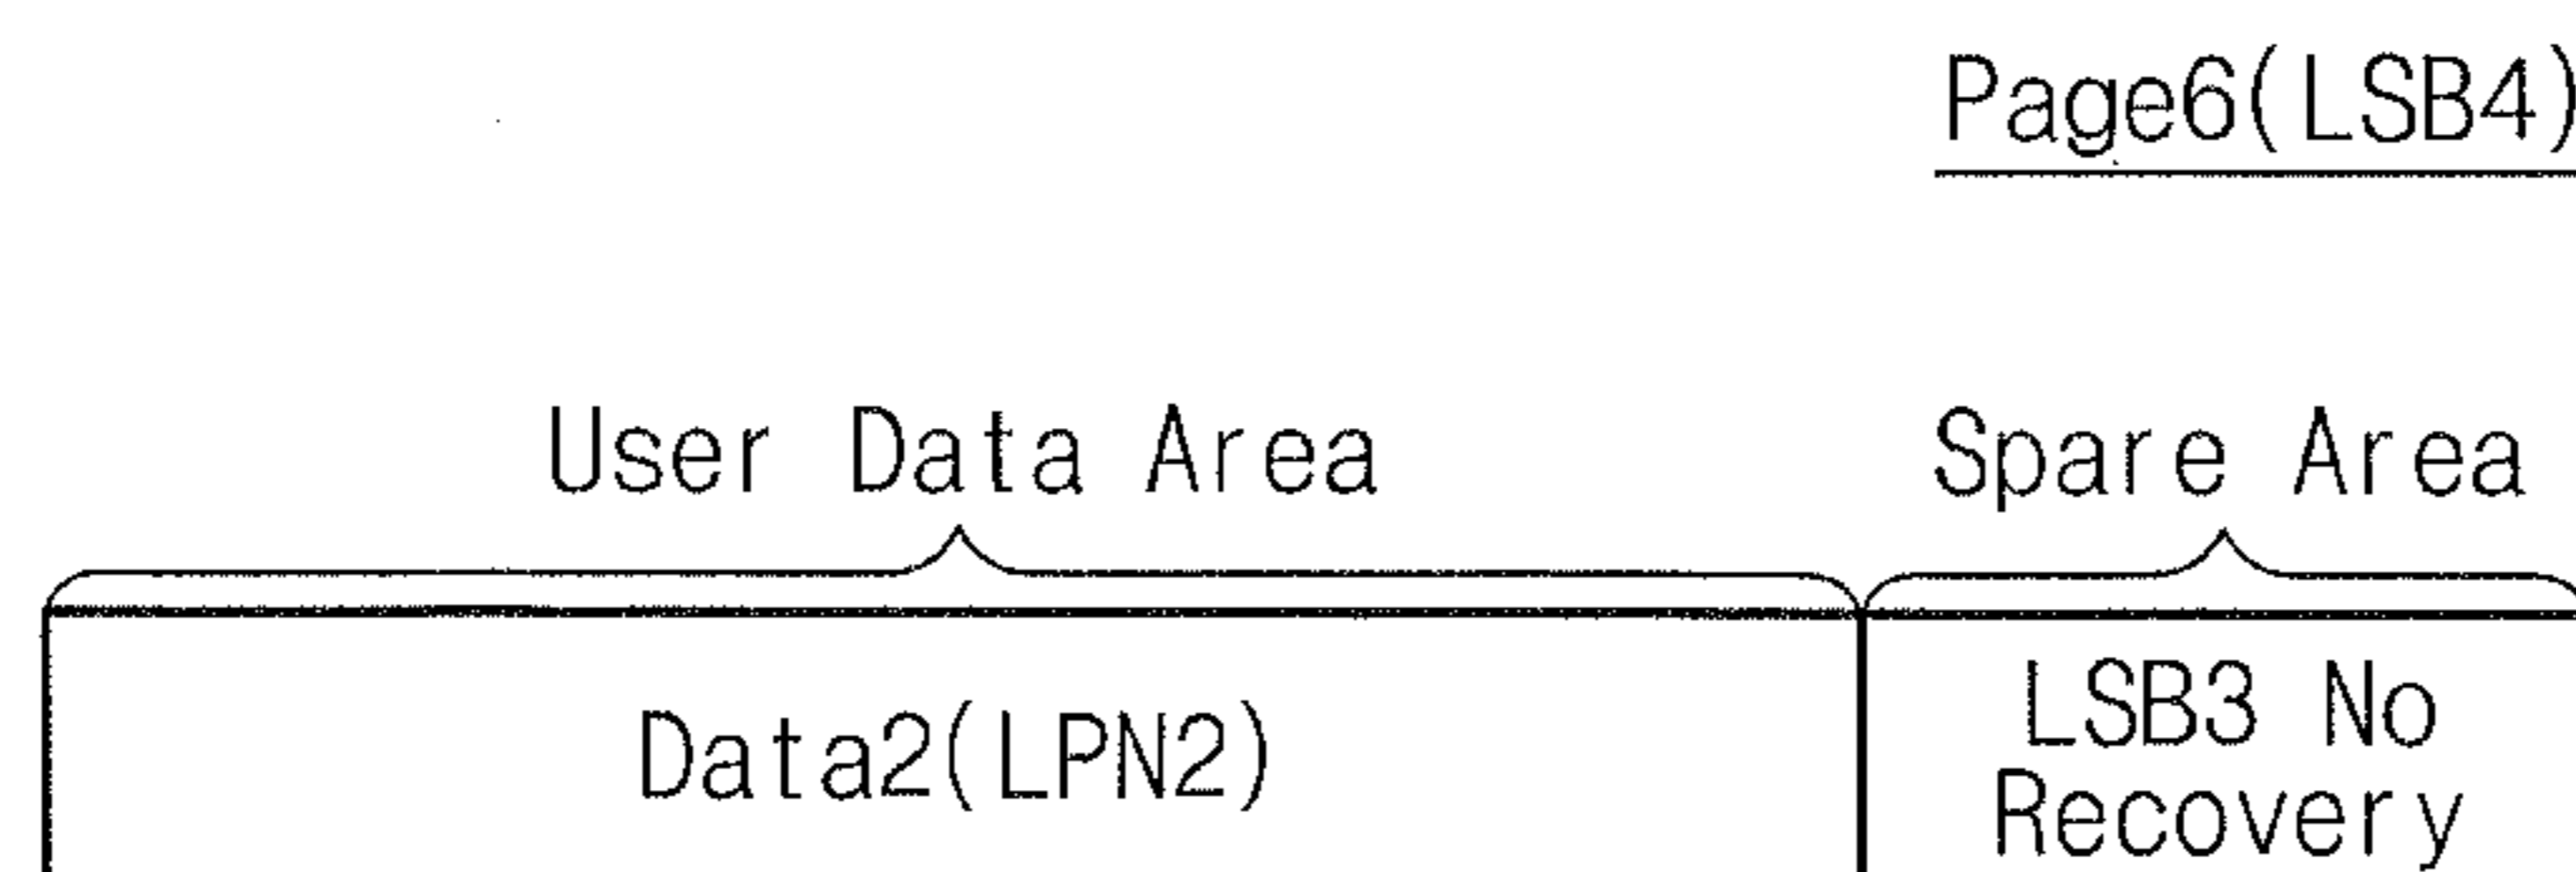 Page6(LSB4)
User Data Area
Spare Area
Data2(LPN2)
LSB3 No
Recovery